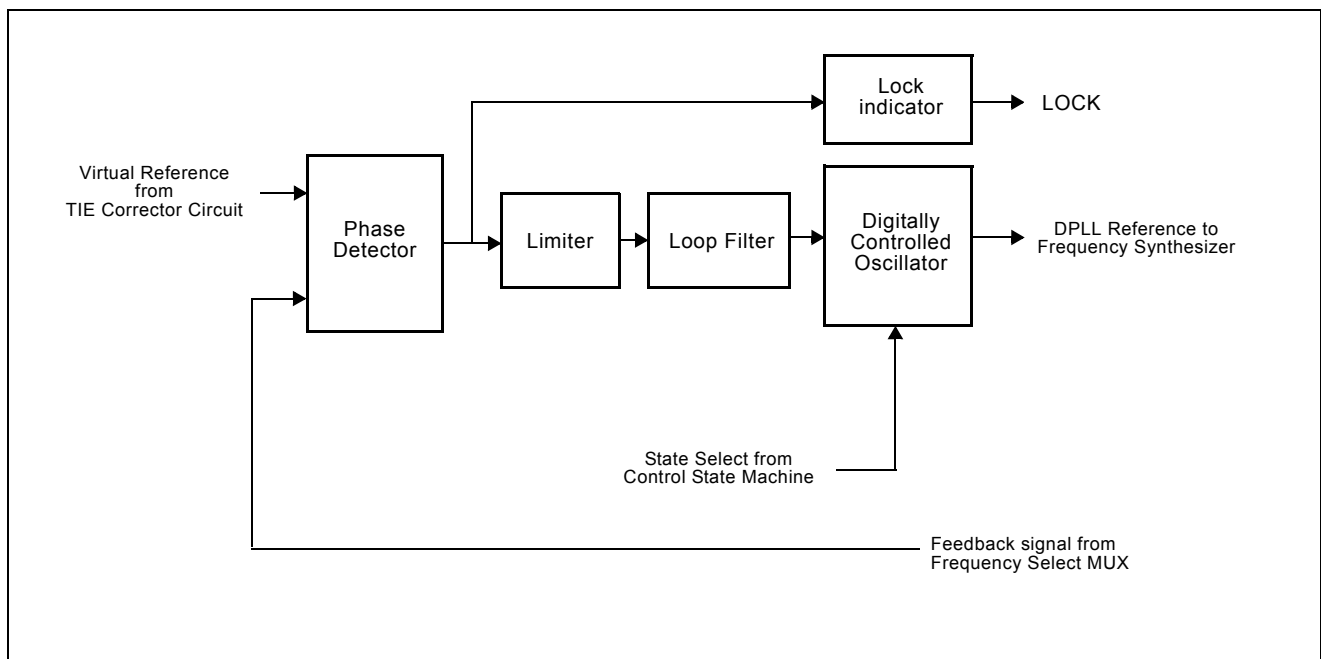 Lock
indicator
LOCK
Virtual Reference
from
TIE Corrector Circuit
Phase
Detector
Limiter
Loop Filter
Digitally
Controlled
Oscillator
DPLL Reference to
Frequency Synthesizer
State Select from
Control State Machine
Feedback signal from
Frequency Select MUX